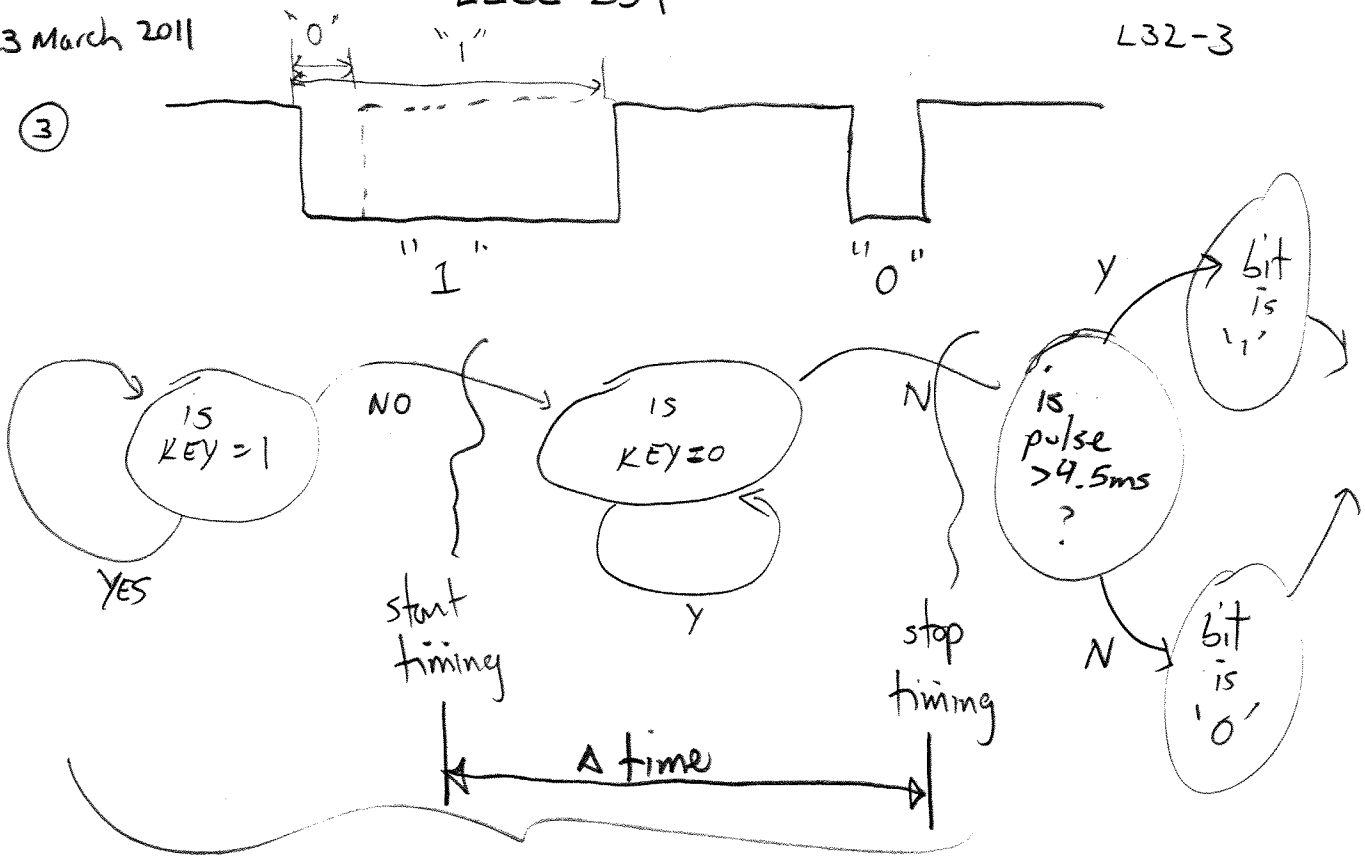 3 March 2011
L32-3
"0"
"1"
3
"1"
"0"
is
KEY = 1
YES
NO
start
timing
is
KEY=0
Y
N
stop
timing
is
pulse
>4.5ms
?
Y
bit
is
'1'
N
bit
is
'0'
Δ time